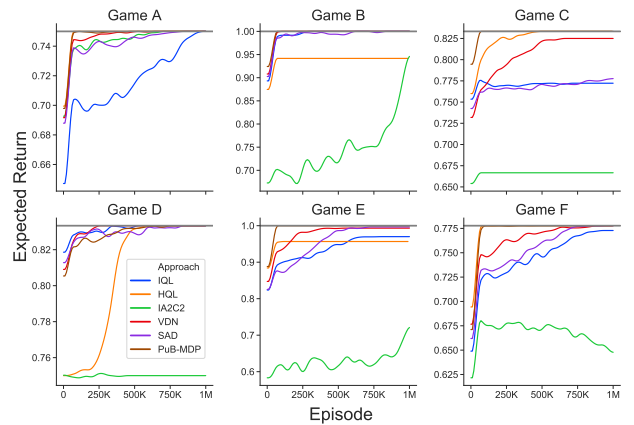 Game A
Game B
Game C
0.74
0.72
0.70
0.68
0.66
1.00
0.95
0.90
0.85
0.80
0.75
0.70
0.825
0.800
0.775
0.750
0.725
0.700
0.675
0.650
Expected Return
Game D
Game E
Game F
0.82
0.80
0.78
0.76
Approach
IQL
HQL
IA2C2
VDN
SAD
PuB-MDP
1.0
0.9
0.8
0.7
0.6
0.775
0.750
0.725
0.700
0.675
0.650
0.625
0 250K 500K 750K 1M
0 250K 500K 750K 1M
0 250K 500K 750K 1M
Episode